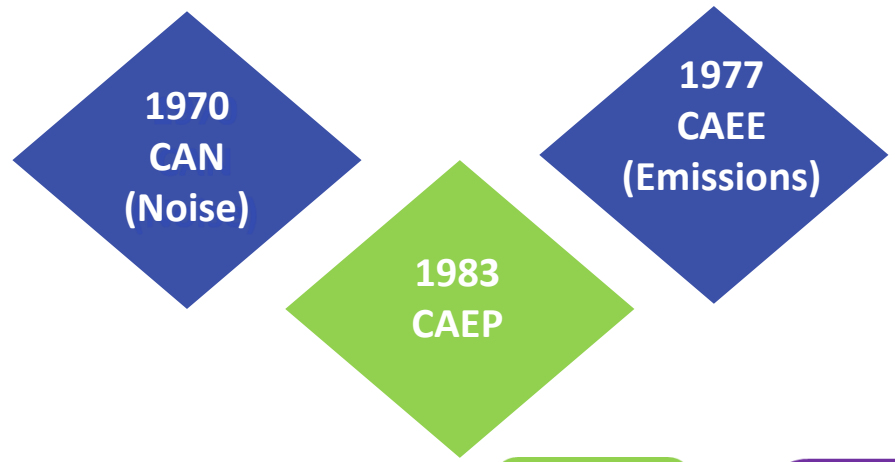 1970
CAN
(Noise)
1977
CAEE
(Emissions)
1983
CAEP